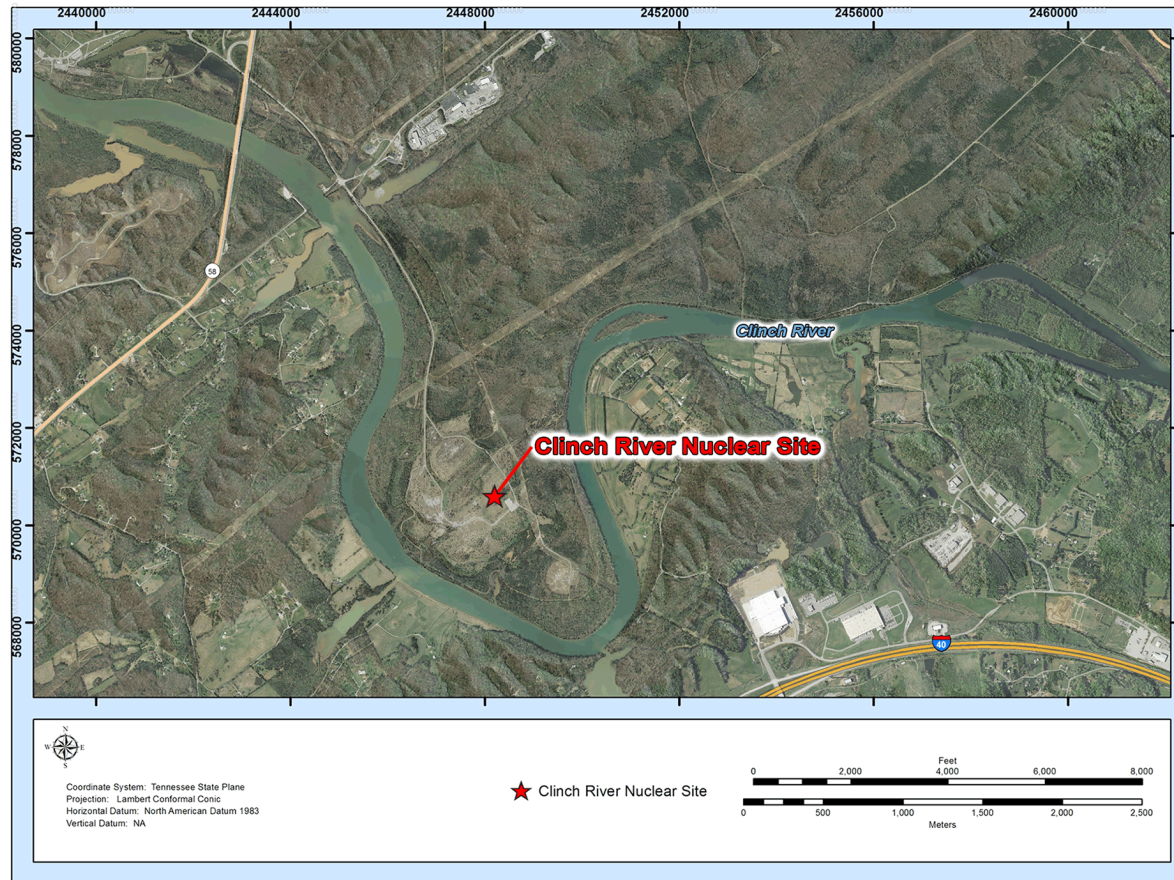 2440000 2444000 2448000 2452000 2456000 2460000
580000
578000
576000
574000
572000
570000
568000
58
Clinch River
Clinch River Nuclear Site
40
N
W E
S
Coordinate System: Tennessee State Plane
Projection: Lambert Conformal Conic
Horizontal Datum: North American Datum 1983
Vertical Datum: NA
Clinch River Nuclear Site
Feet
0 2,000 4,000 6,000 8,000
0 500 1,000 1,500 2,000 2,500
Meters